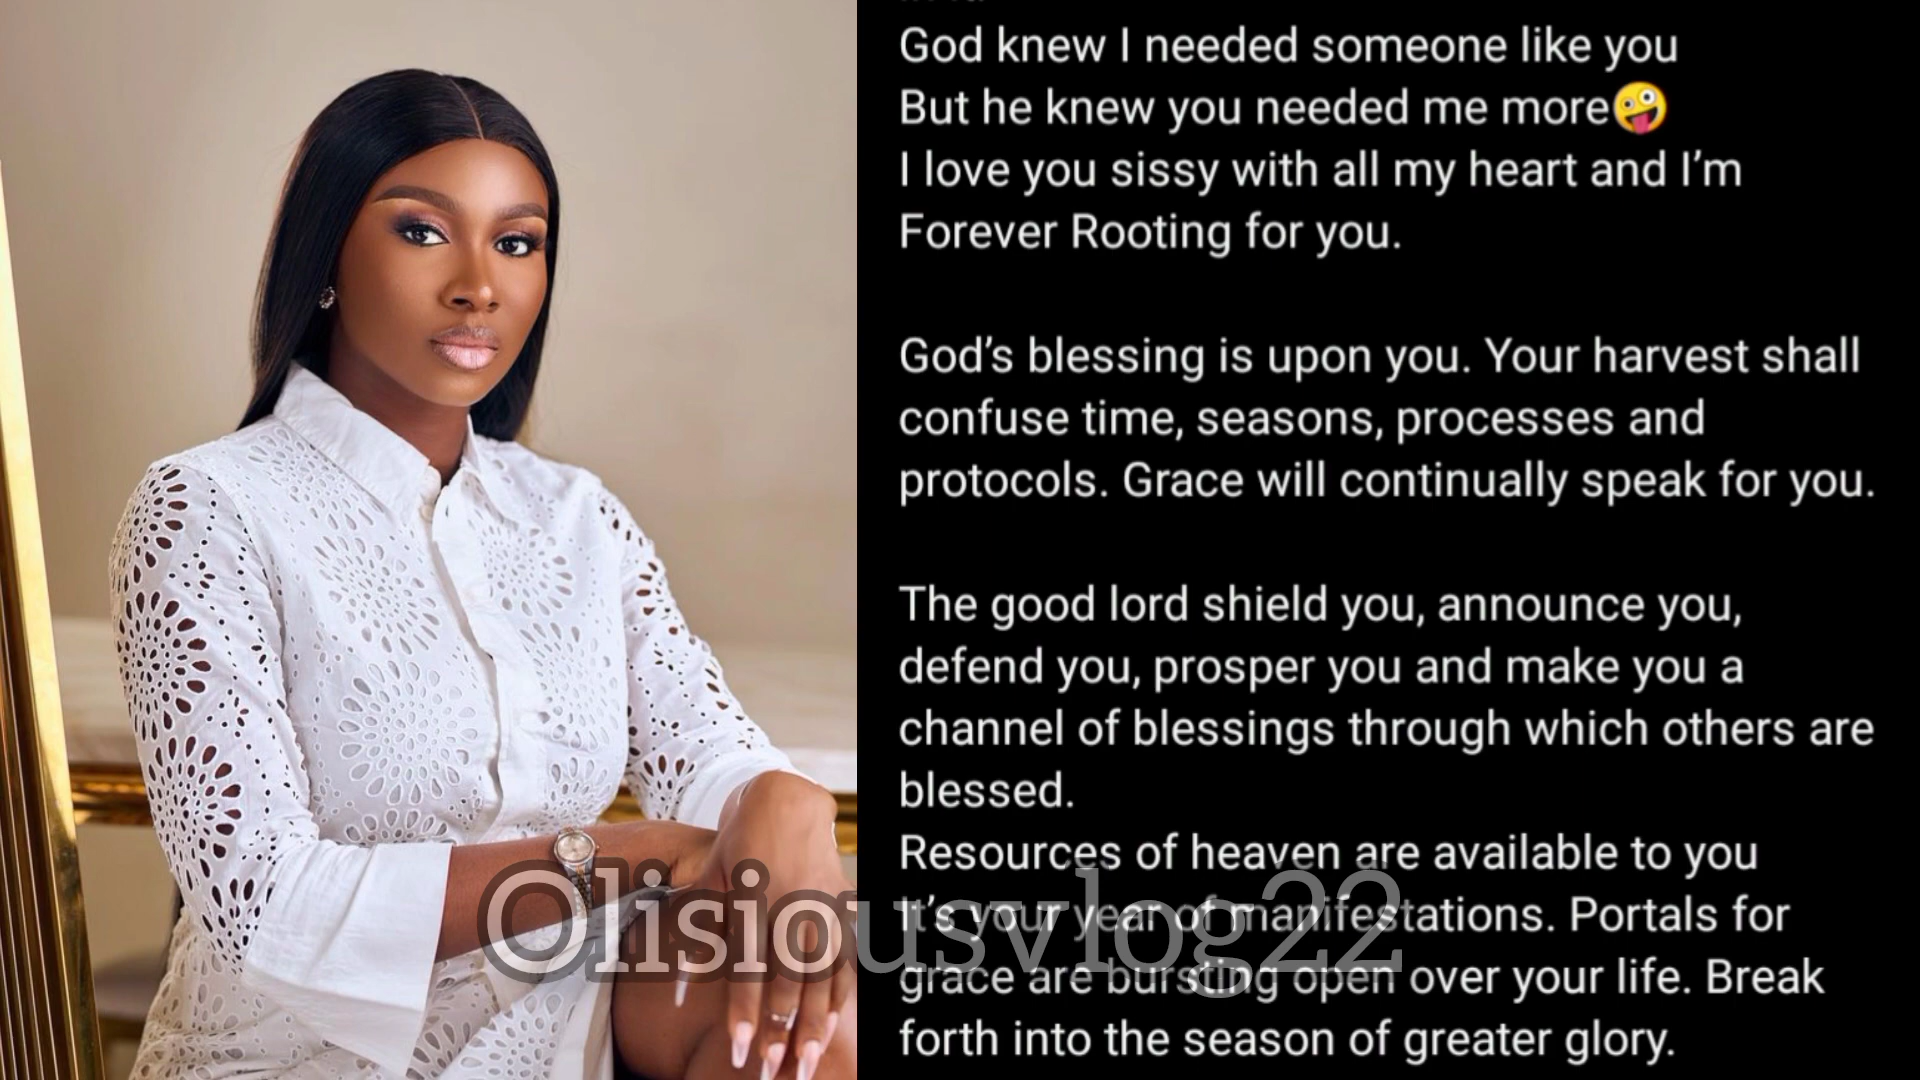 God knew I needed someone like you
But he knew you needed me more🤪
I love you sissy with all my heart and I’m
Forever Rooting for you.
God’s blessing is upon you. Your harvest shall
confuse time, seasons, processes and
protocols. Grace will continually speak for you.
The good lord shield you, announce you,
defend you, prosper you and make you a
channel of blessings through which others are
blessed.
Resources of heaven are available to you
It’s your year of manifestations. Portals for
grace are bursting open over your life. Break
forth into the season of greater glory.
Olisiousvlog22